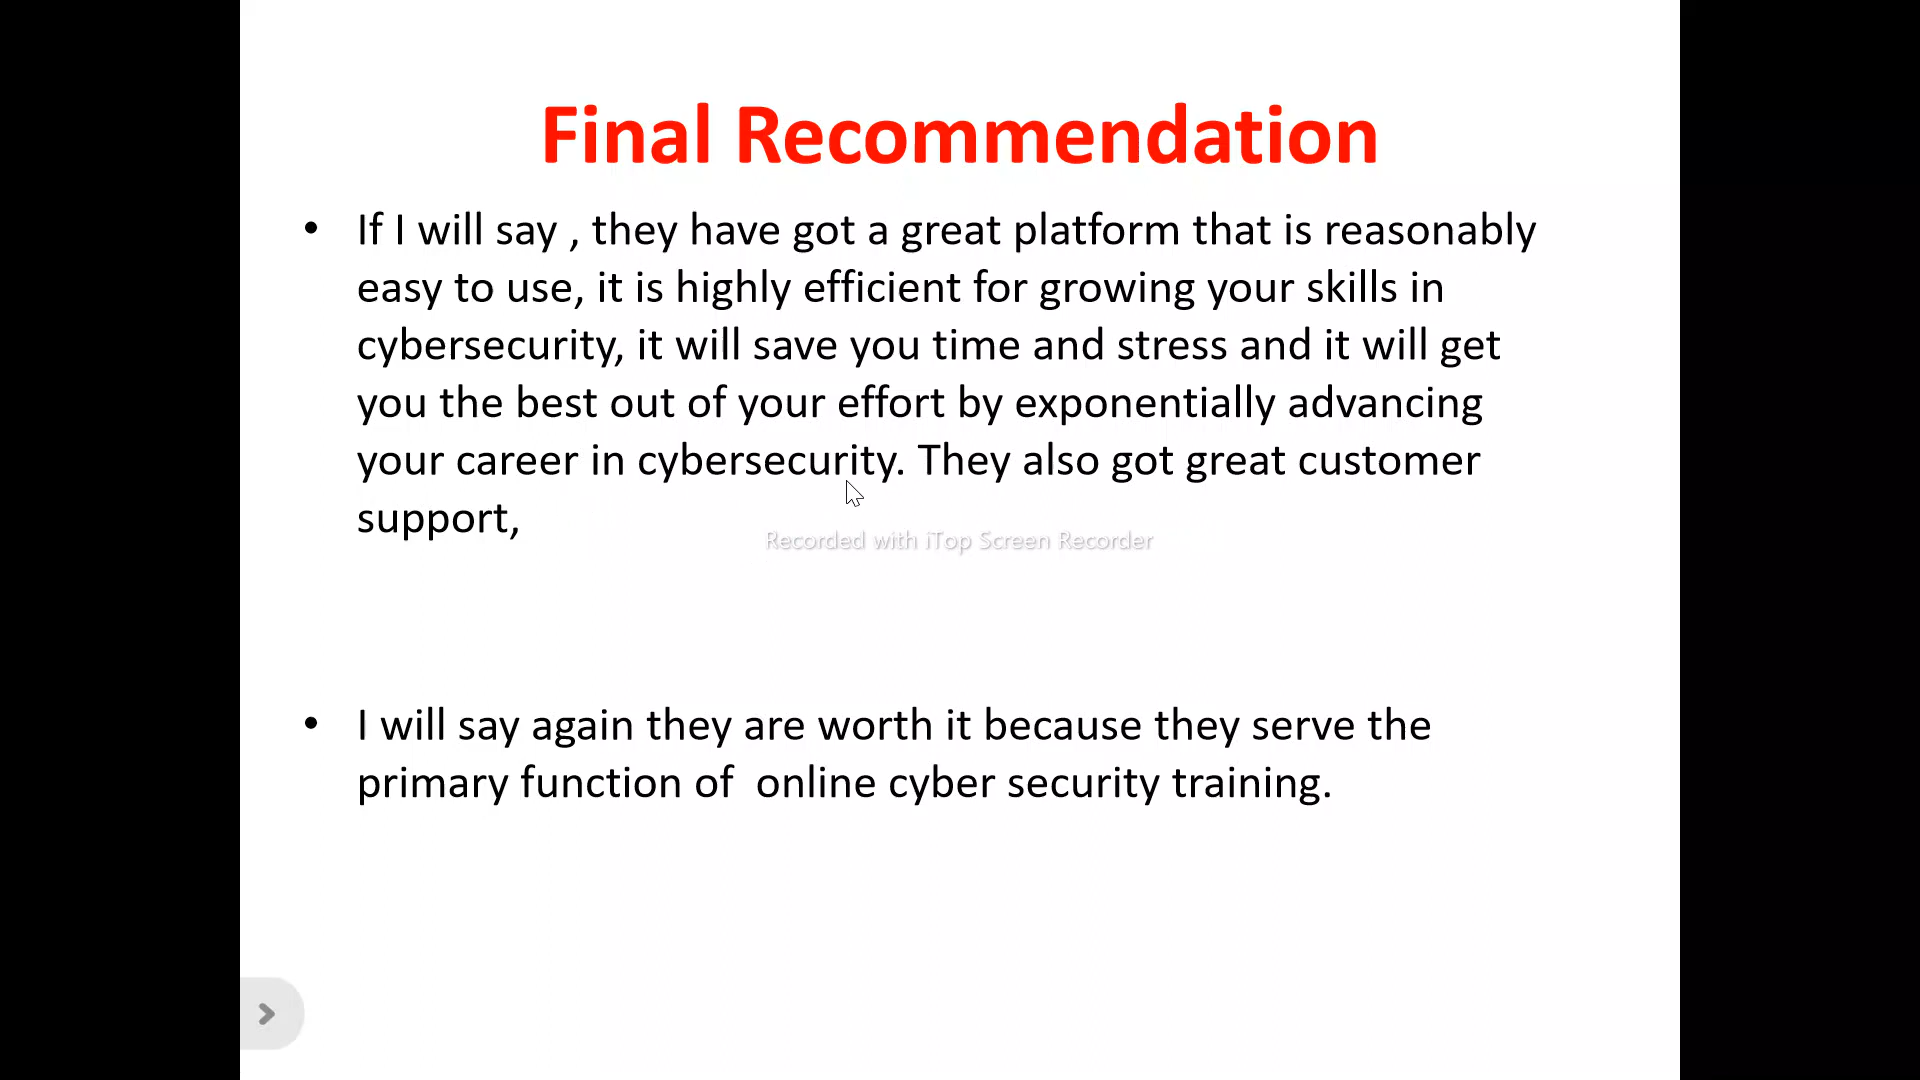 Final Recommendation
• If I will say , they have got a great platform that is reasonably
easy to use, it is highly efficient for growing your skills in
cybersecurity, it will save you time and stress and it will get
you the best out of your effort by exponentially advancing
your career in cybersecurity. They also got great customer
support,
Recorded with iTop Screen Recorder
• I will say again they are worth it because they serve the
primary function of  online cyber security training.